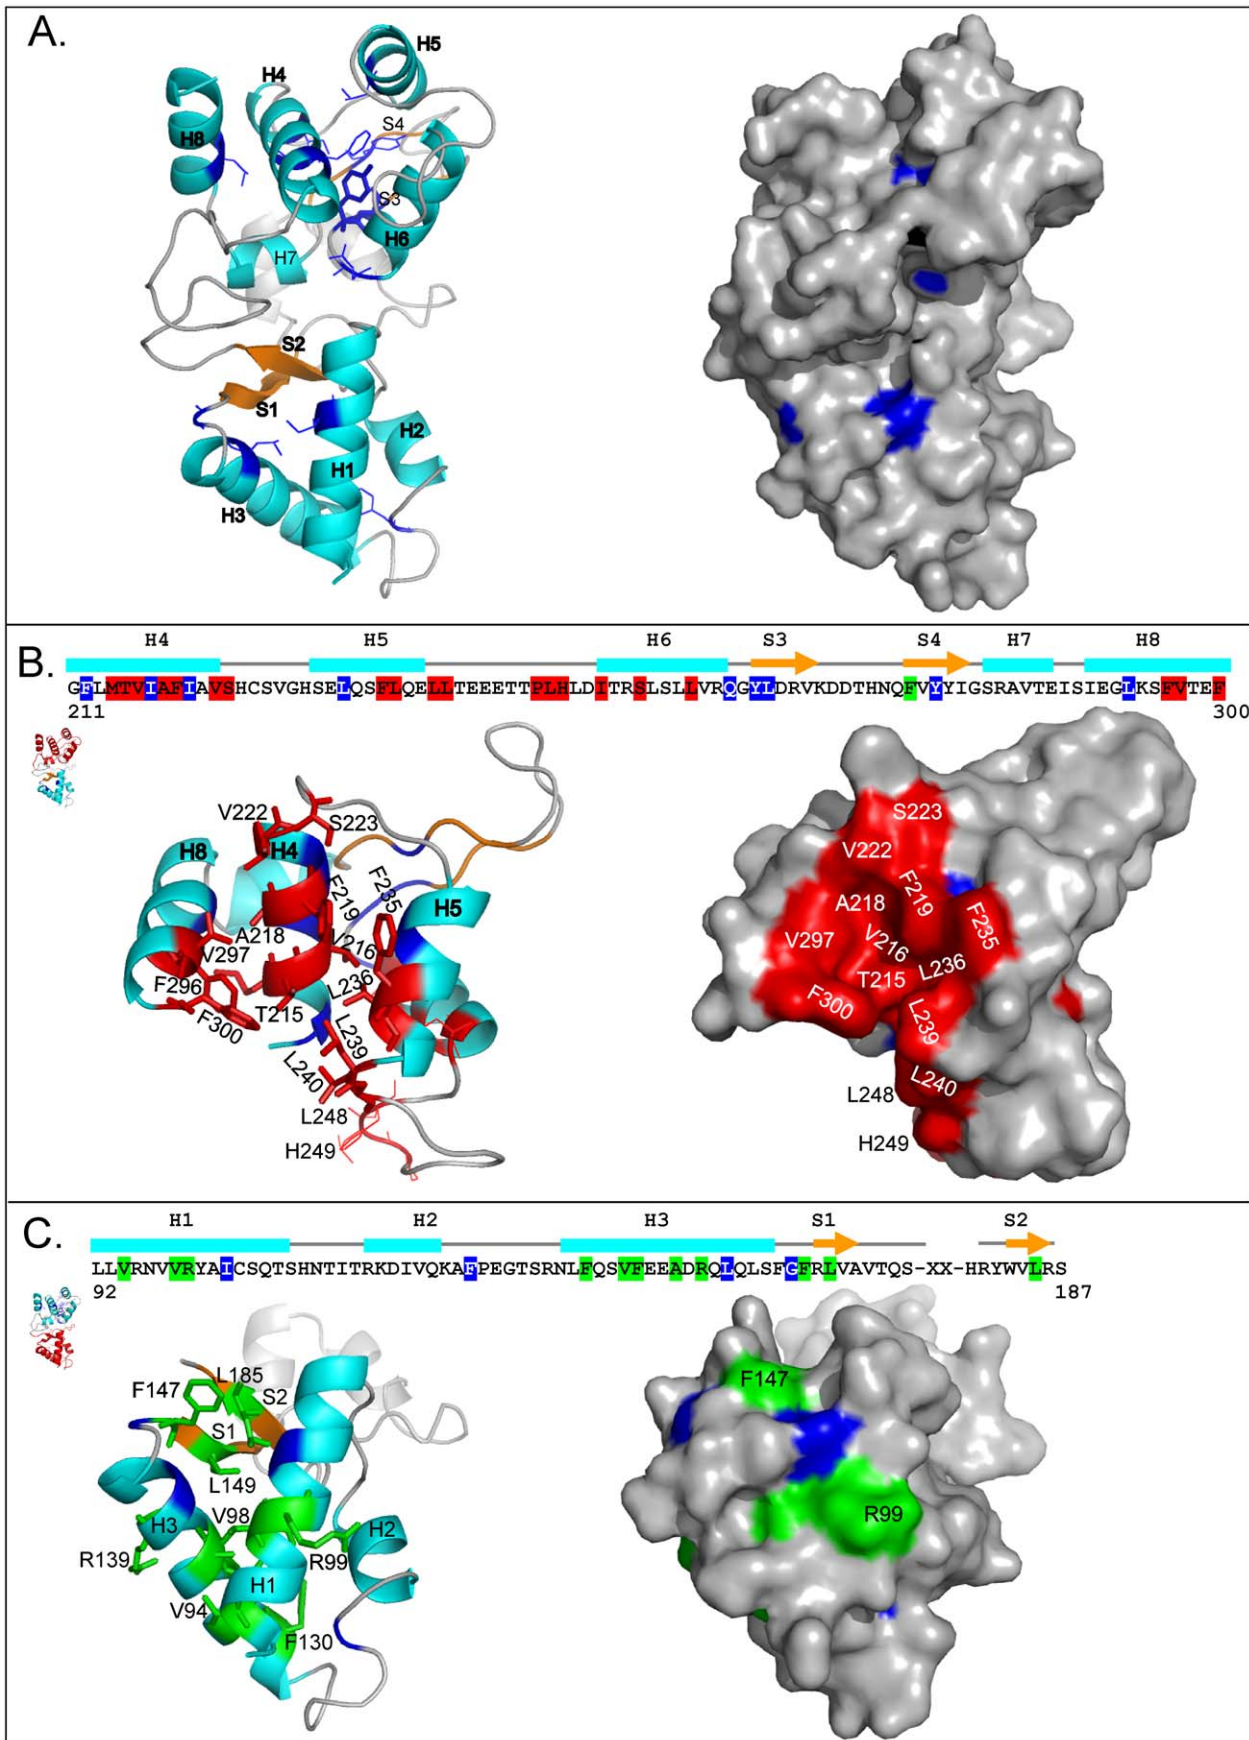 A.
H5
H4
S4
H8
S3
H6
H7
S2
S1
H2
H1
H3
B.
H4 H5 H6 S3 S4 H7 H8
GFLMTVIAFIAVSHCSVGHSELQSFLQELLTEEETTPLHLDITRSLSLLVRQGYLDRVKDDTHNQFVYYIGSRAVTEISIEGLKSFVTEF
211 300
V222
S223
H8
H4
F219
F235
H5
A218
V297
V216
L236
F296
T215
F300
L239
L240
L248
H249
S223
V222
F219
A218
F235
V297
V216
L236
T215
F300
L239
L240
L248
H249
C.
H1 H2 H3 S1 S2
LLVRNVVRYAICSQTSHNTITRKDIVQKAFPEGTSRNLFQSVFEEADRQLQLSFGFRLVAVTQS-XX-HRYWVLRS
92 187
L185
F147
S2
S1
L149
V98
H3
H2
R139
R99
H1
V94
F130
F147
R99